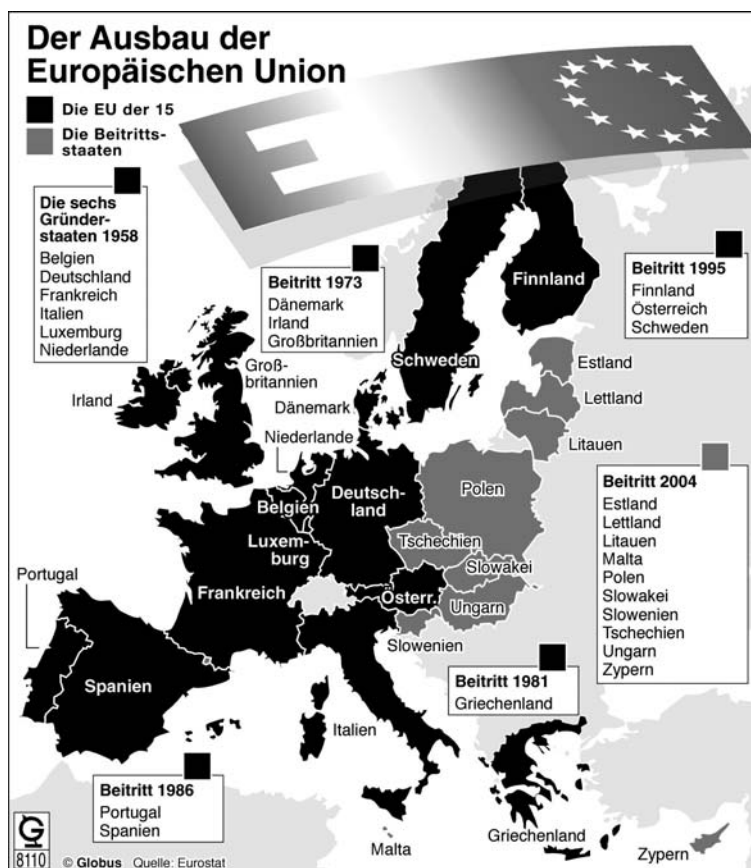 Der Ausbau der
Europäischen Union
Die EU der 15
Die Beitritts-
staaten
E
Die sechs
Gründer-
staaten 1958
Belgien
Deutschland
Frankreich
Italien
Luxemburg
Niederlande
Beitritt 1973
Dänemark
Irland
Großbritannien
Beitritt 1995
Finnland
Österreich
Schweden
Finnland
Schweden
Estland
Lettland
Litauen
Groß-
britannien
Irland
Dänemark
Niederlande
Deutsch-
land
Belgien
Luxem-
burg
Polen
Tschechien
Slowakei
Österr.
Ungarn
Slowenien
Frankreich
Portugal
Spanien
Italien
Beitritt 2004
Estland
Lettland
Litauen
Malta
Polen
Slowakei
Slowenien
Tschechien
Ungarn
Zypern
Beitritt 1981
Griechenland
Beitritt 1986
Portugal
Spanien
Malta
Griechenland
Zypern
G
8110
© Globus Quelle: Eurostat